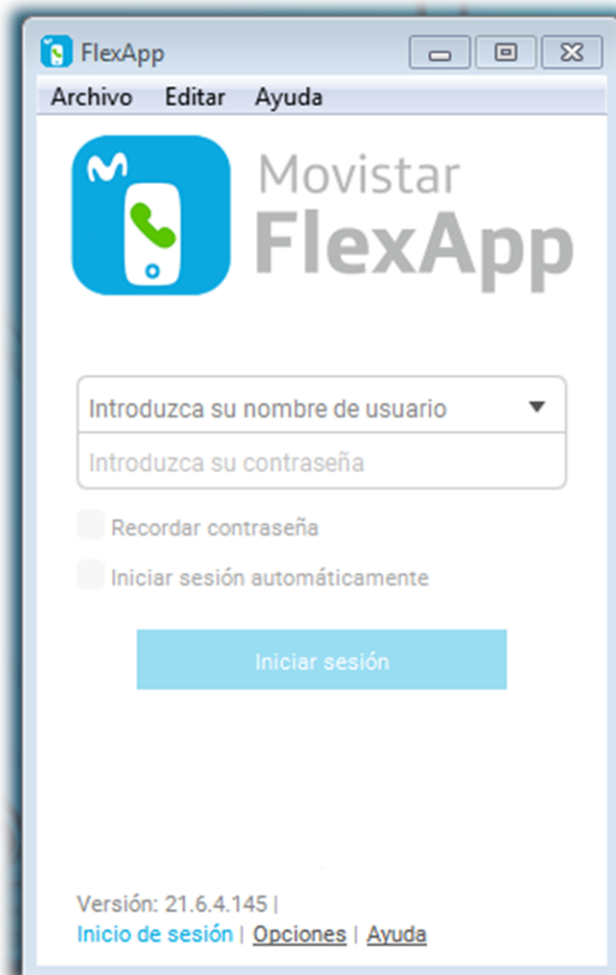 FlexApp
Archivo Editar Ayuda
Movistar
FlexApp
Introduzca su nombre de usuario
Introduzca su contraseña
Recordar contraseña
Iniciar sesión automáticamente
Iniciar sesión
Versión: 21.6.4.145 |
Inicio de sesión | Opciones | Ayuda